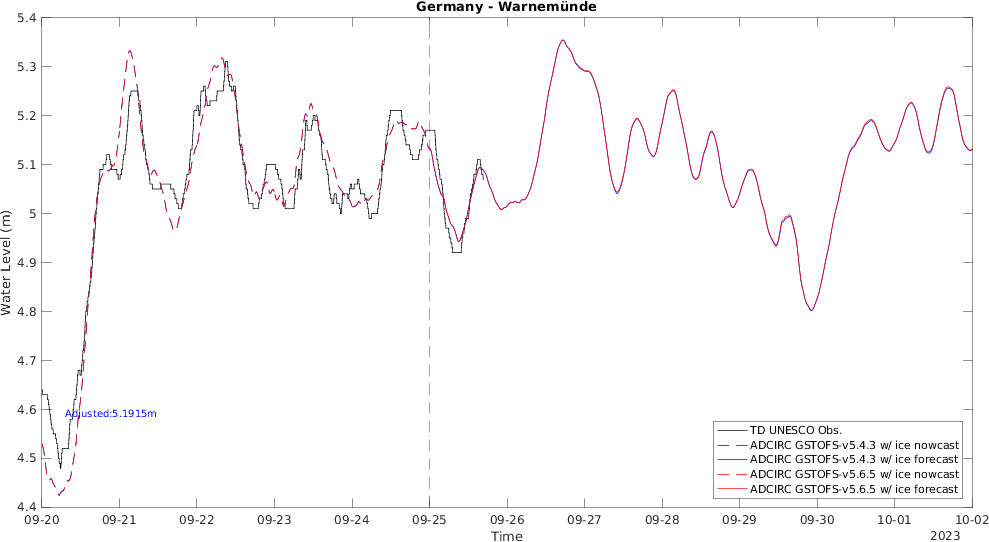 Germany - Warnemünde
Water Level (m)
5.4
5.3
5.2
5.1
5
4.9
4.8
4.7
4.6
4.5
4.4
Adjusted:5.1915m
TD UNESCO Obs.
ADCIRC GSTOFS-v5.4.3 w/ ice nowcast
ADCIRC GSTOFS-v5.4.3 w/ ice forecast
ADCIRC GSTOFS-v5.6.5 w/ ice nowcast
ADCIRC GSTOFS-v5.6.5 w/ ice forecast
09-20 09-21 09-22 09-23 09-24 09-25 09-26 09-27 09-28 09-29 09-30 10-01 10-02
Time
2023